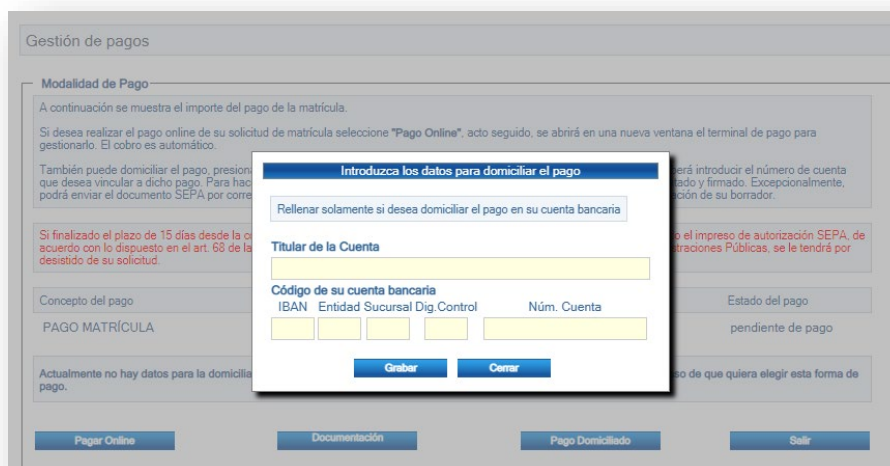 Gestión de pagos
Modalidad de Pago
A continuación se muestra el importe del pago de la matrícula.
Si desea realizar el pago online de su solicitud de matrícula seleccione "Pago Online", acto seguido, se abrirá en una nueva ventana el terminal de pago para
gestionarlo. El cobro es automático.
También puede domiciliar el pago, presiona erá introducir el número de cuenta
que desea vincular a dicho pago. Para hac tado y firmado. Excepcionalmente,
podrá enviar el documento SEPA por corre ación de su borrador.
Si finalizado el plazo de 15 días desde la c o el impreso de autorización SEPA, de
acuerdo con lo dispuesto en el art. 68 de la traciones Públicas, se le tendrá por
desistido de su solicitud.
Concepto del pago Estado del pago
PAGO MATRÍCULA pendiente de pago
Actualmente no hay datos para la domicilia so de que quiera elegir esta forma de
pago.
Pagar Online Documentación Pago Domiciliado Salir
Introduzca los datos para domiciliar el pago
Rellenar solamente si desea domiciliar el pago en su cuenta bancaria
Titular de la Cuenta
Código de su cuenta bancaria
IBAN Entidad Sucursal Dig.Control Núm. Cuenta
Grabar Cerrar